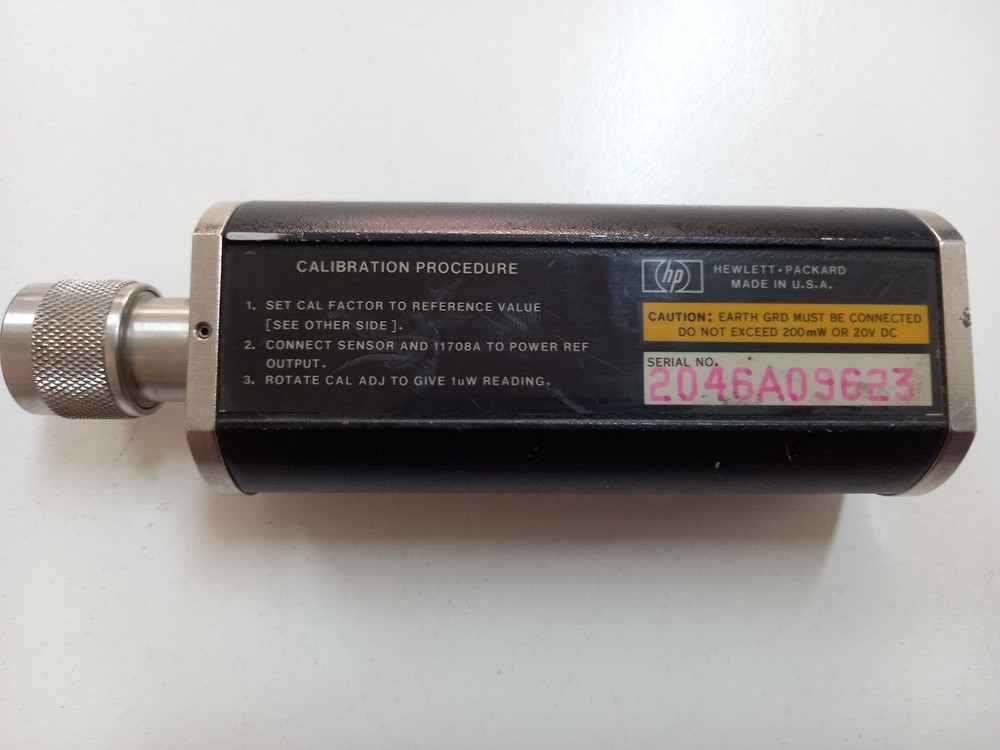 CALIBRATION PROCEDURE
1. SET CAL FACTOR TO REFERENCE VALUE
[SEE OTHER SIDE].
2. CONNECT SENSOR AND 11708A TO POWER REF
OUTPUT.
3. ROTATE CAL ADJ TO GIVE 1uW READING.
hp HEWLETT•PACKARD
MADE IN U.S.A.
CAUTION: EARTH GRD MUST BE CONNECTED
DO NOT EXCEED 200mW OR 20V DC
SERIAL NO.
2046A09623